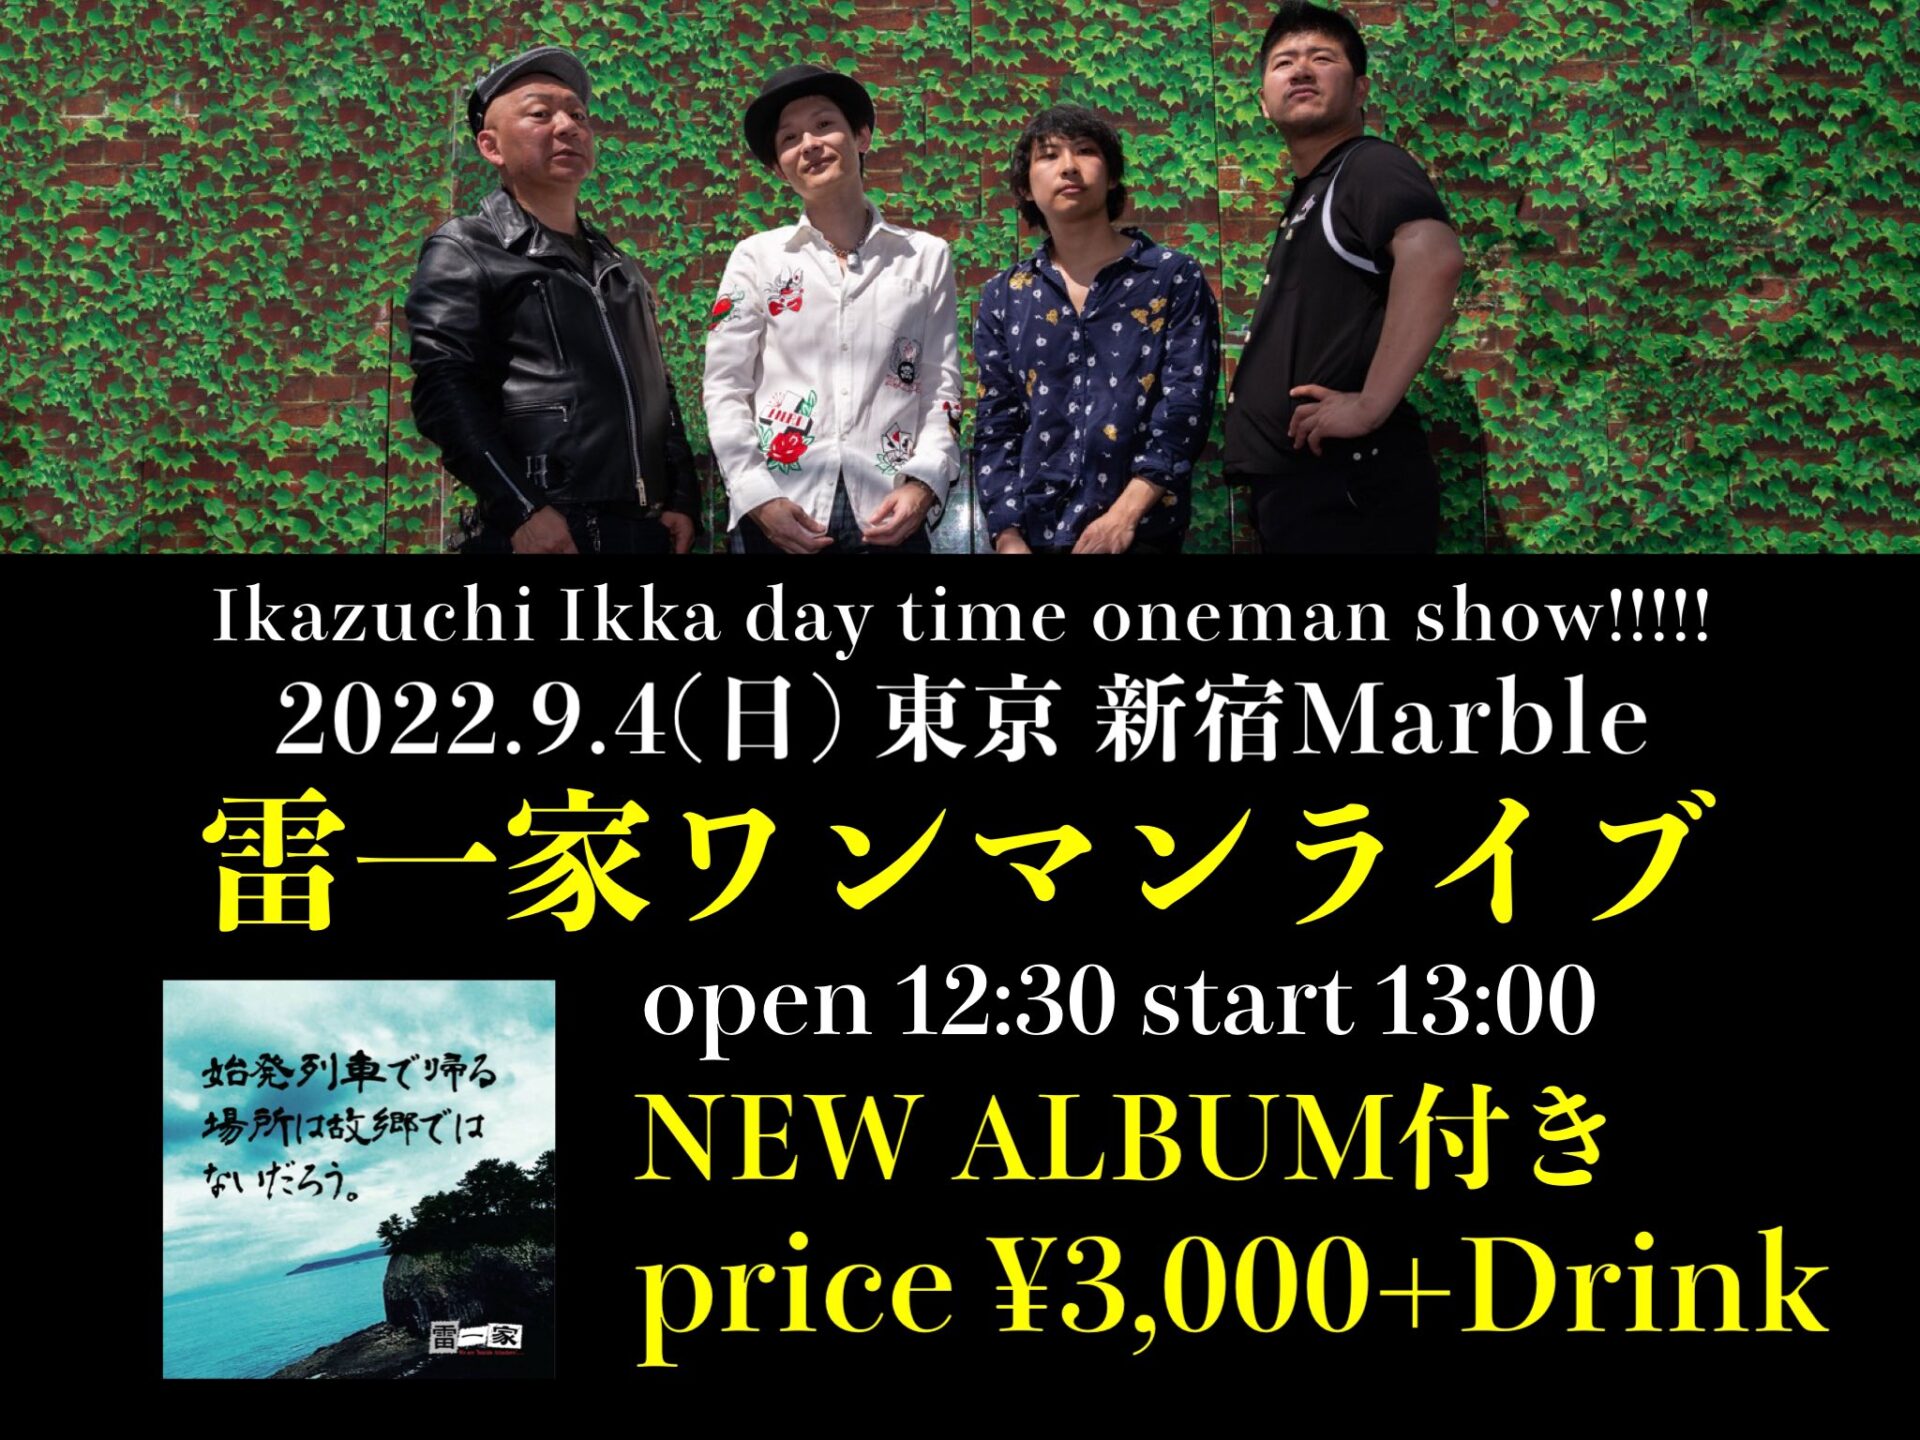 Ikazuchi Ikka day time oneman show!!!!!
2022.9.4(日) 東京 新宿Marble
雷一家ワンマンライブ
open 12:30 start 13:00
NEW ALBUM付き
price ¥3,000+Drink
始発列車で帰る
場所は故郷では
ないだろう。
雷一家